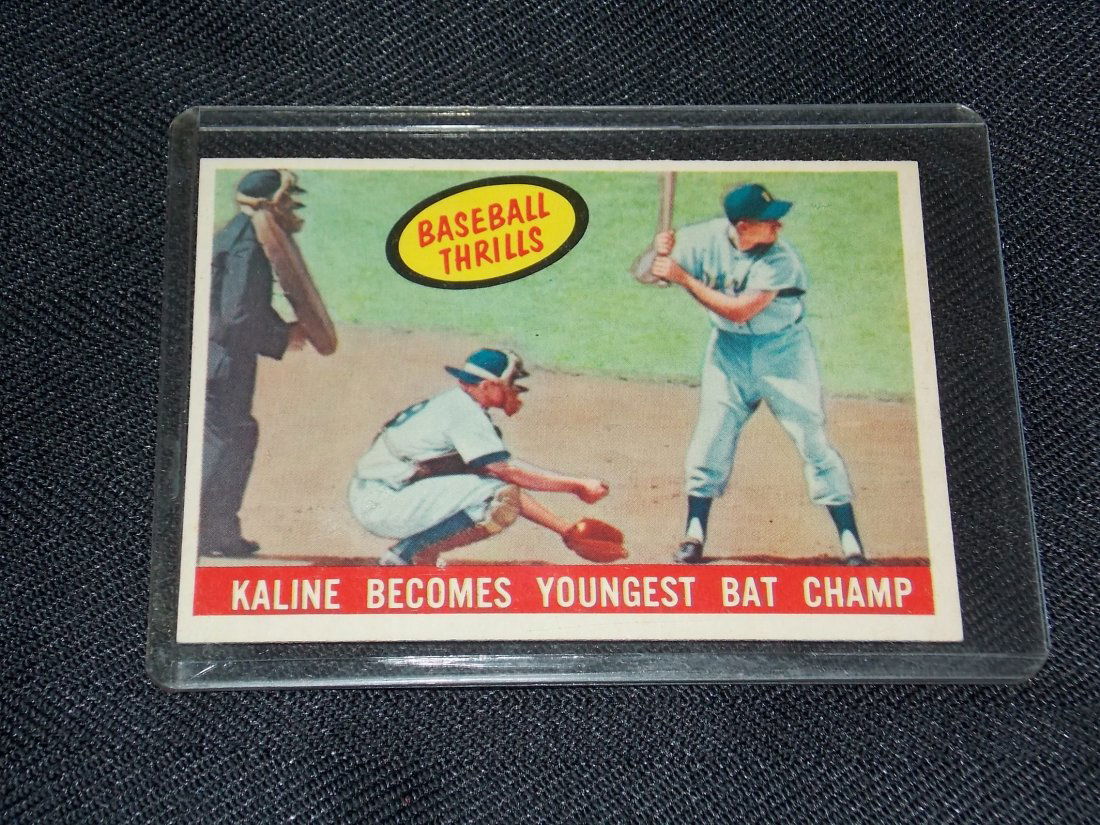 BASEBALL
THRILLS
KALINE BECOMES YOUNGEST BAT CHAMP